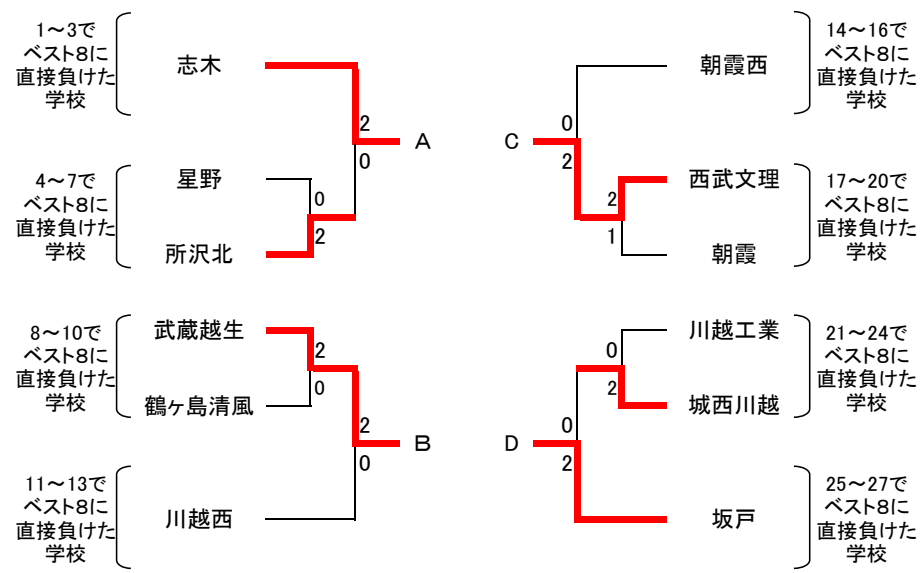 1～3で
ベスト8に
直接負けた
学校
志木
2
0
A
4～7で
ベスト8に
直接負けた
学校
星野
0
2
所沢北
8～10で
ベスト8に
直接負けた
学校
武蔵越生
2
0
鶴ヶ島清風
2
0
B
11～13で
ベスト8に
直接負けた
学校
川越西
14～16で
ベスト8に
直接負けた
学校
朝霞西
0
2
C
17～20で
ベスト8に
直接負けた
学校
西武文理
2
1
朝霞
21～24で
ベスト8に
直接負けた
学校
川越工業
0
2
城西川越
0
2
D
25～27で
ベスト8に
直接負けた
学校
坂戸